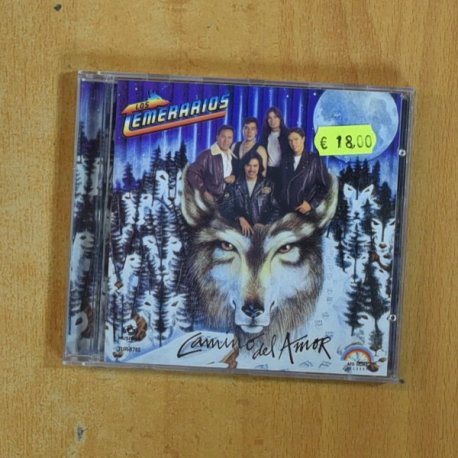 LOS
TEMERARIOS
€ 18,00
Camino del Amor